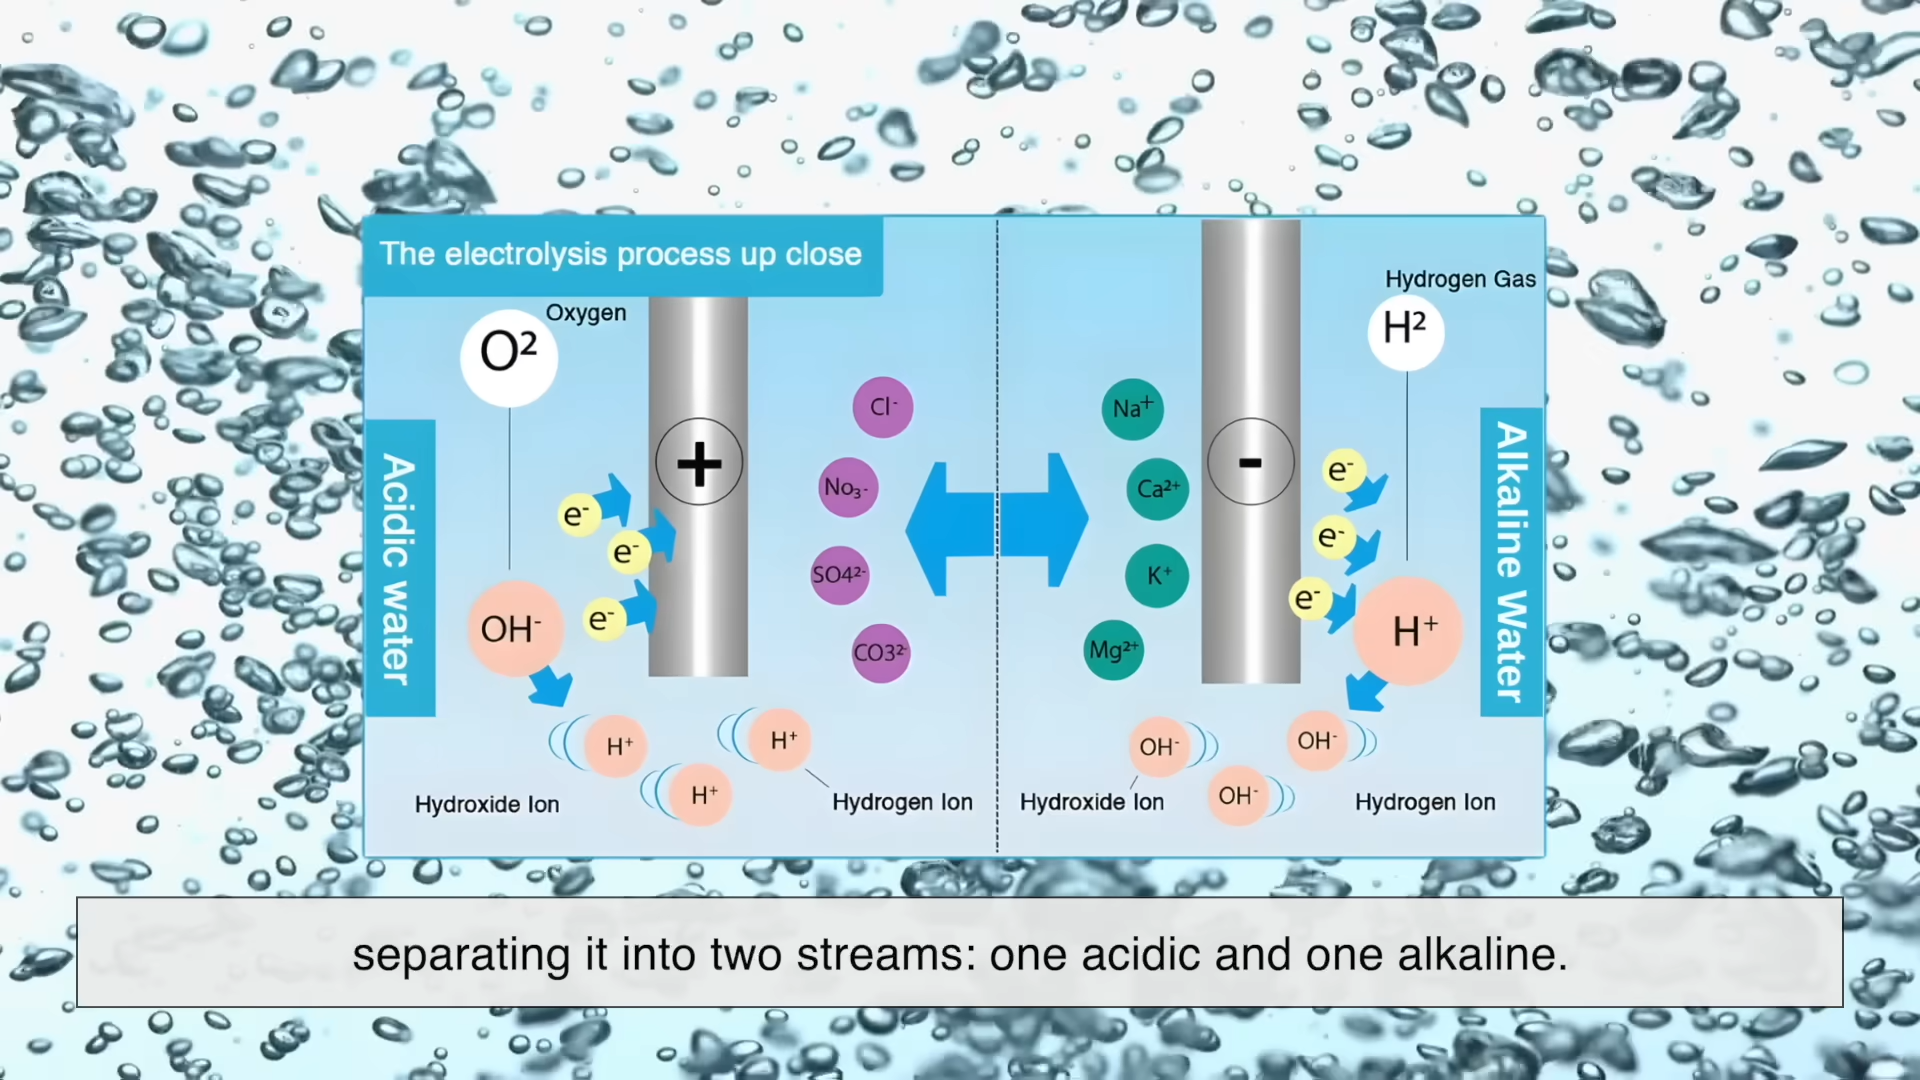 The electrolysis process up close
Oxygen
O²
Hydrogen Gas
H²
+
-
Cl-
No₃-
SO4²-
CO3²-
Na+
Ca²⁺
K⁺
Mg²⁺
e-
e-
e-
e-
e-
e-
Acidic water
Alkaline Water
OH-
H+
H+
H+
H+
OH-
OH-
OH-
Hydroxide Ion
Hydrogen Ion
Hydroxide Ion
Hydrogen Ion
separating it into two streams: one acidic and one alkaline.